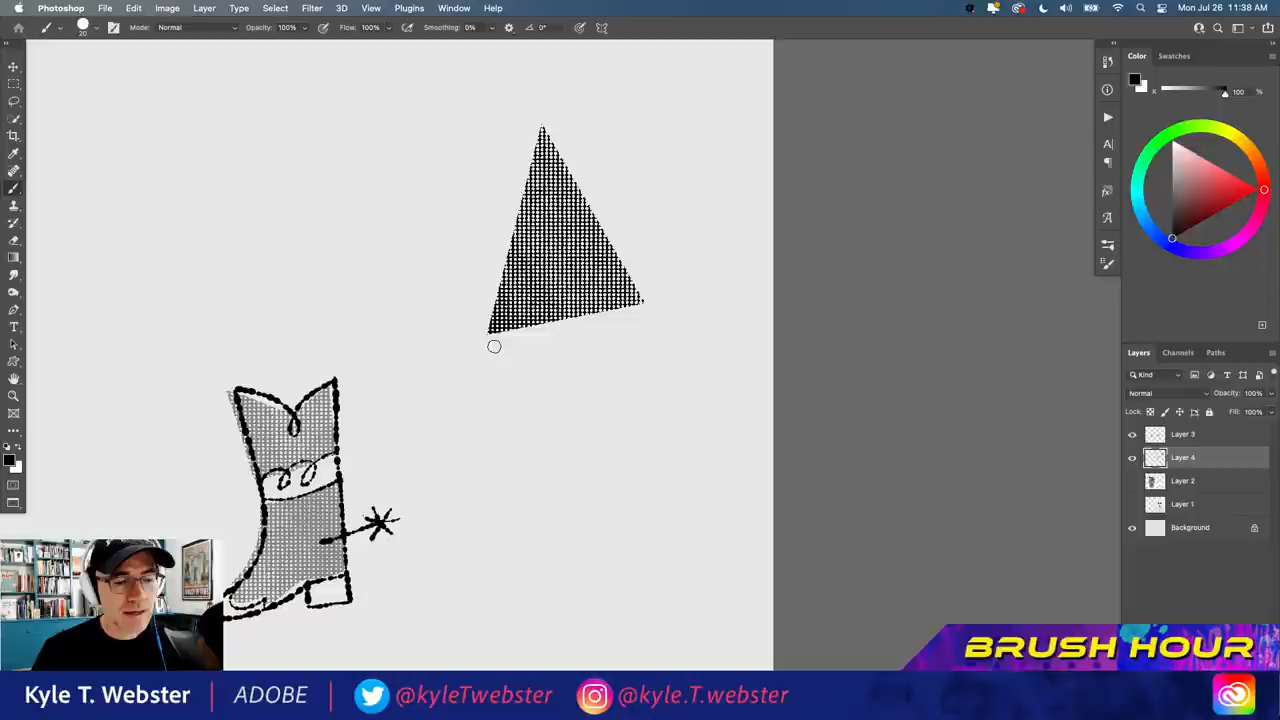 Photoshop File Edit Image Layer Type Select Filter 3D View Plugins Window Help Mon Jul 26 11:38 AM
20 Mode: Normal Opacity: 100% Flow: 100% Smoothing: 0% 0°
Color Swatches
K 100 %
Layers Channels Paths
Kind
Normal Opacity: 100%
Lock: Fill: 100%
Layer 3
Layer 4
Layer 2
Layer 1
Background
BRUSH HOUR
Kyle T. Webster | ADOBE | @kyleTwebster @kyle.T.webster